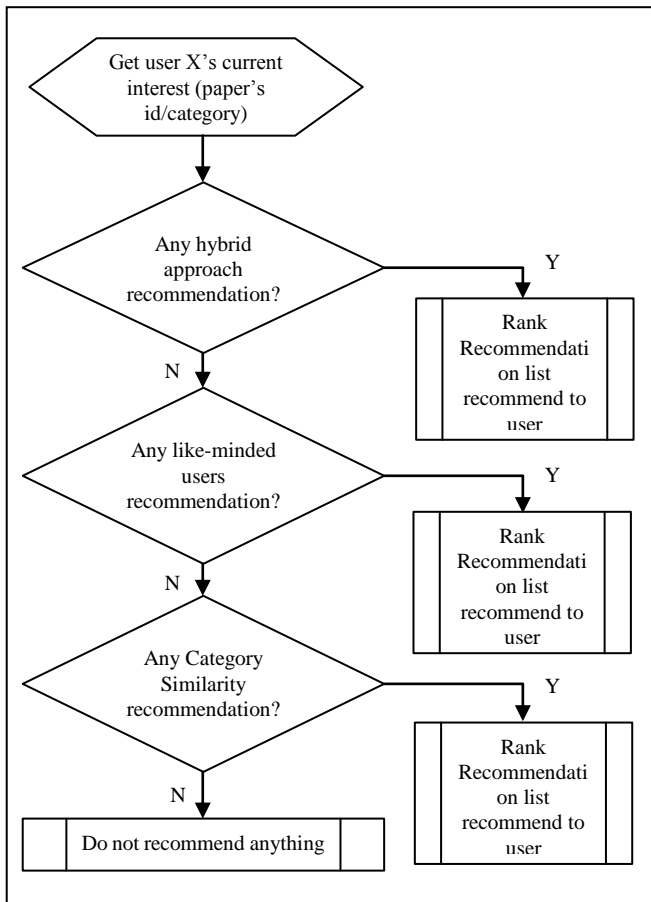 Get user X's current
interest (paper's
id/category)
Any hybrid
approach
recommendation?
Y
Rank
Recommendati
on list
recommend to
user
N
Any like-minded
users
recommendation?
Y
Rank
Recommendati
on list
recommend to
user
N
Any Category
Similarity
recommendation?
Y
Rank
Recommendati
on list
recommend to
user
N
Do not recommend anything